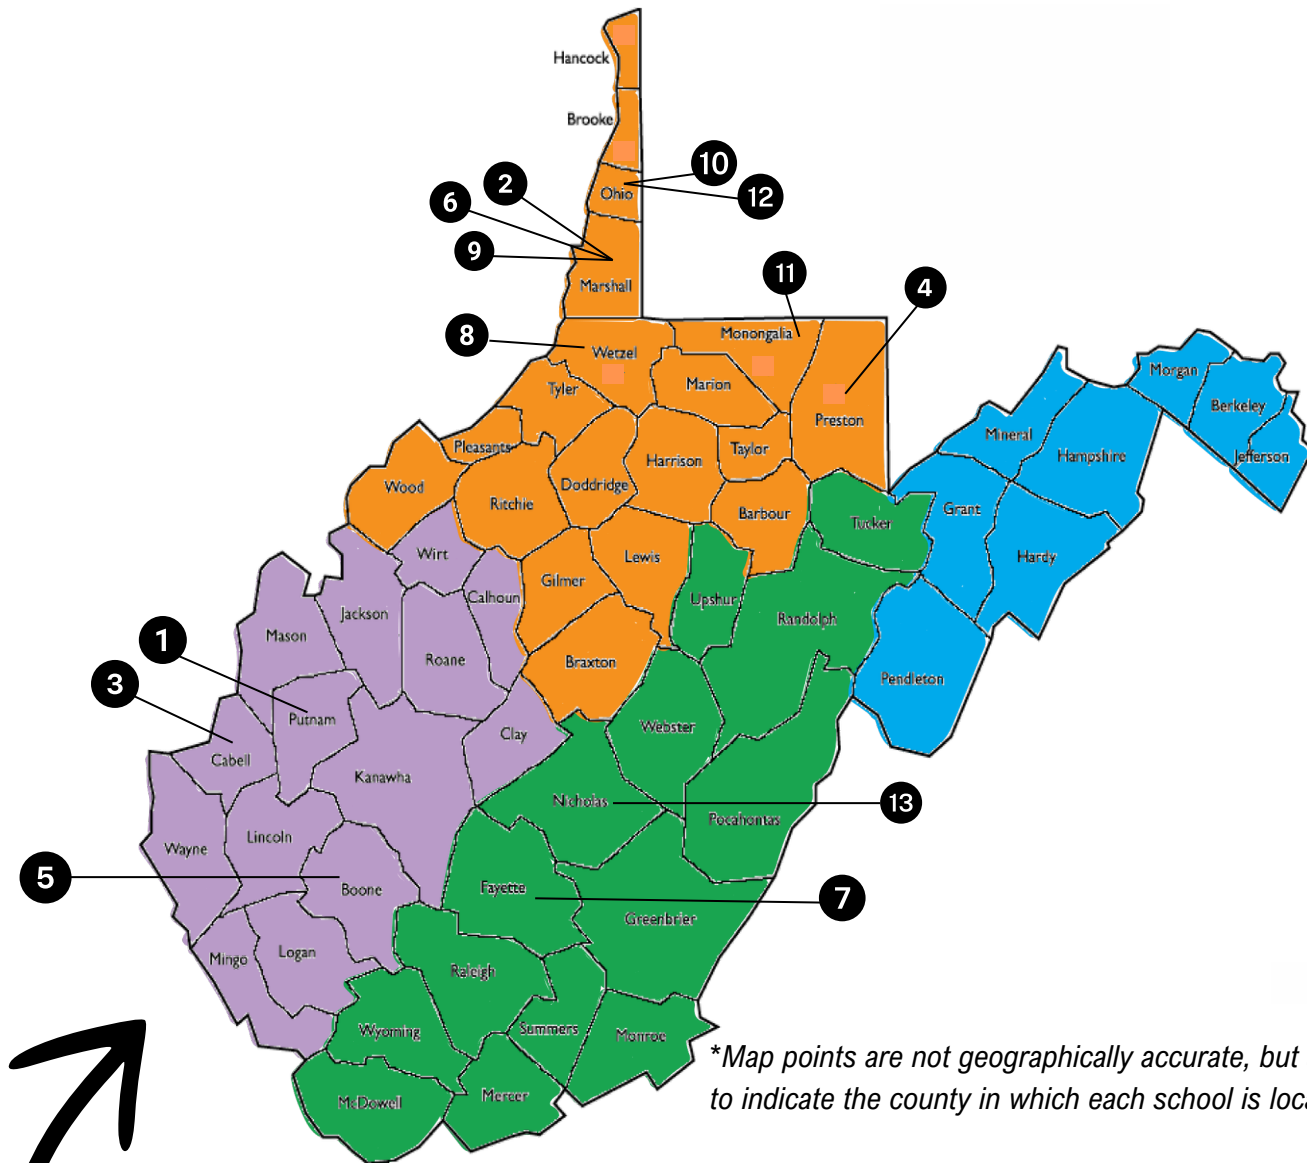 Hancock
Brooke
10
Ohio
12
2
6
9
Marshall
11
4
8
Monongalia
Wetzel
Marion
Tyler
Preston
Morgan
Berkeley
Mineral
Hampshire
Jefferson
Pleasants
Taylor
Harrison
Wood
Doddridge
Ritchie
Barbour
Grant
Tucker
Hardy
Wirt
Lewis
Gilmer
Calhoun
Upshur
Jackson
Randolph
Mason
1
Roane
Braxton
3
Pendleton
Putnam
Webster
Clay
Cabell
Kanawha
Nicholas
13
Pocahontas
Lincoln
Wayne
5
Boone
Fayette
7
Greenbrier
Logan
Mingo
Raleigh
Wyoming
Summers
Monroe
McDowell
Mercer
*Map points are not geographically accurate, but
to indicate the county in which each school is loca